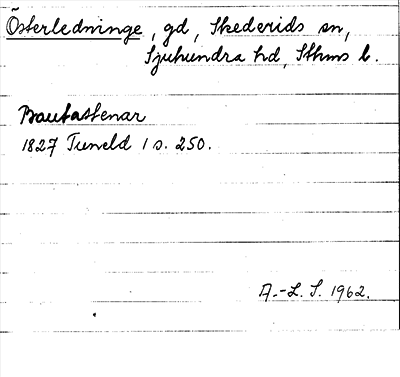 Österledninge, gd, Skederids sn,
Sjuhundra hd, Sthms l.
Bautastenar
1827 Tuneld 1 s. 250.
A.-L. S. 1962.